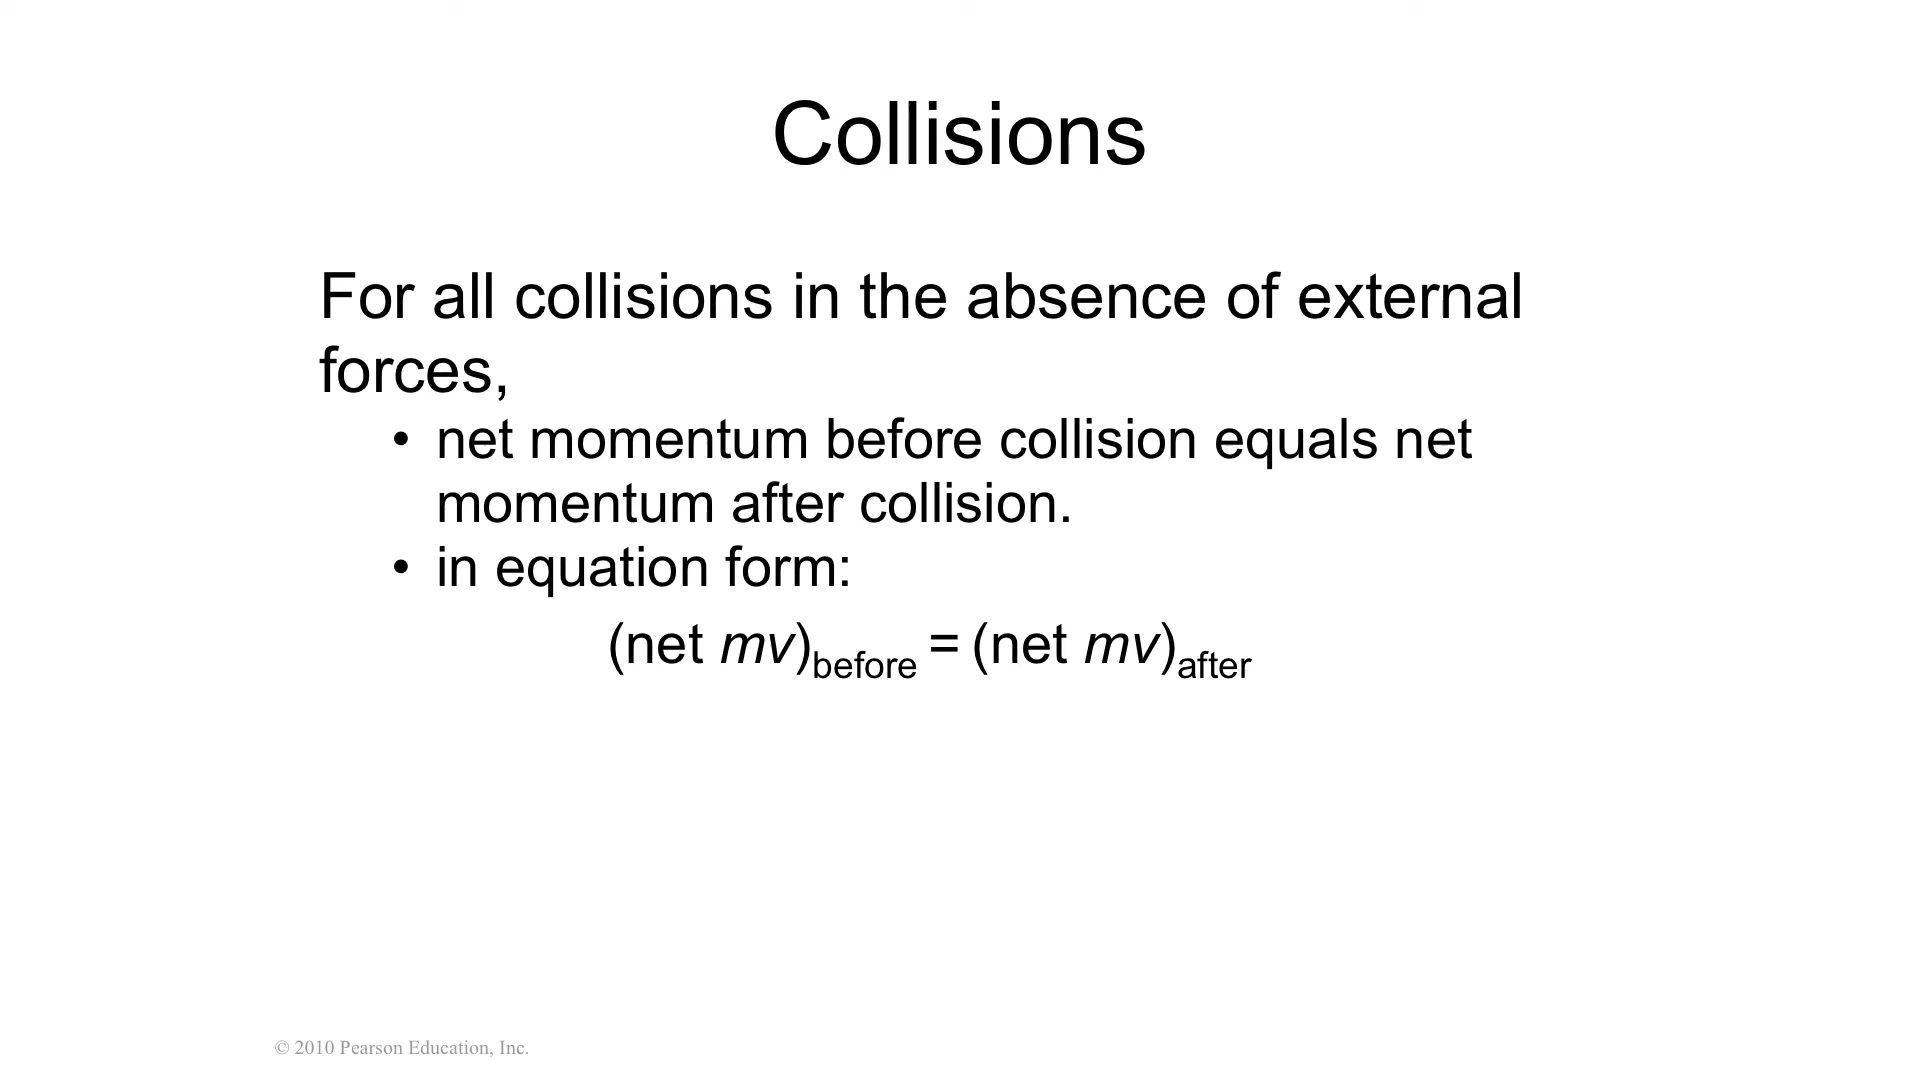 Collisions
For all collisions in the absence of external
forces,
• net momentum before collision equals net
momentum after collision.
• in equation form:
(net mv)before = (net mv)after
© 2010 Pearson Education, Inc.